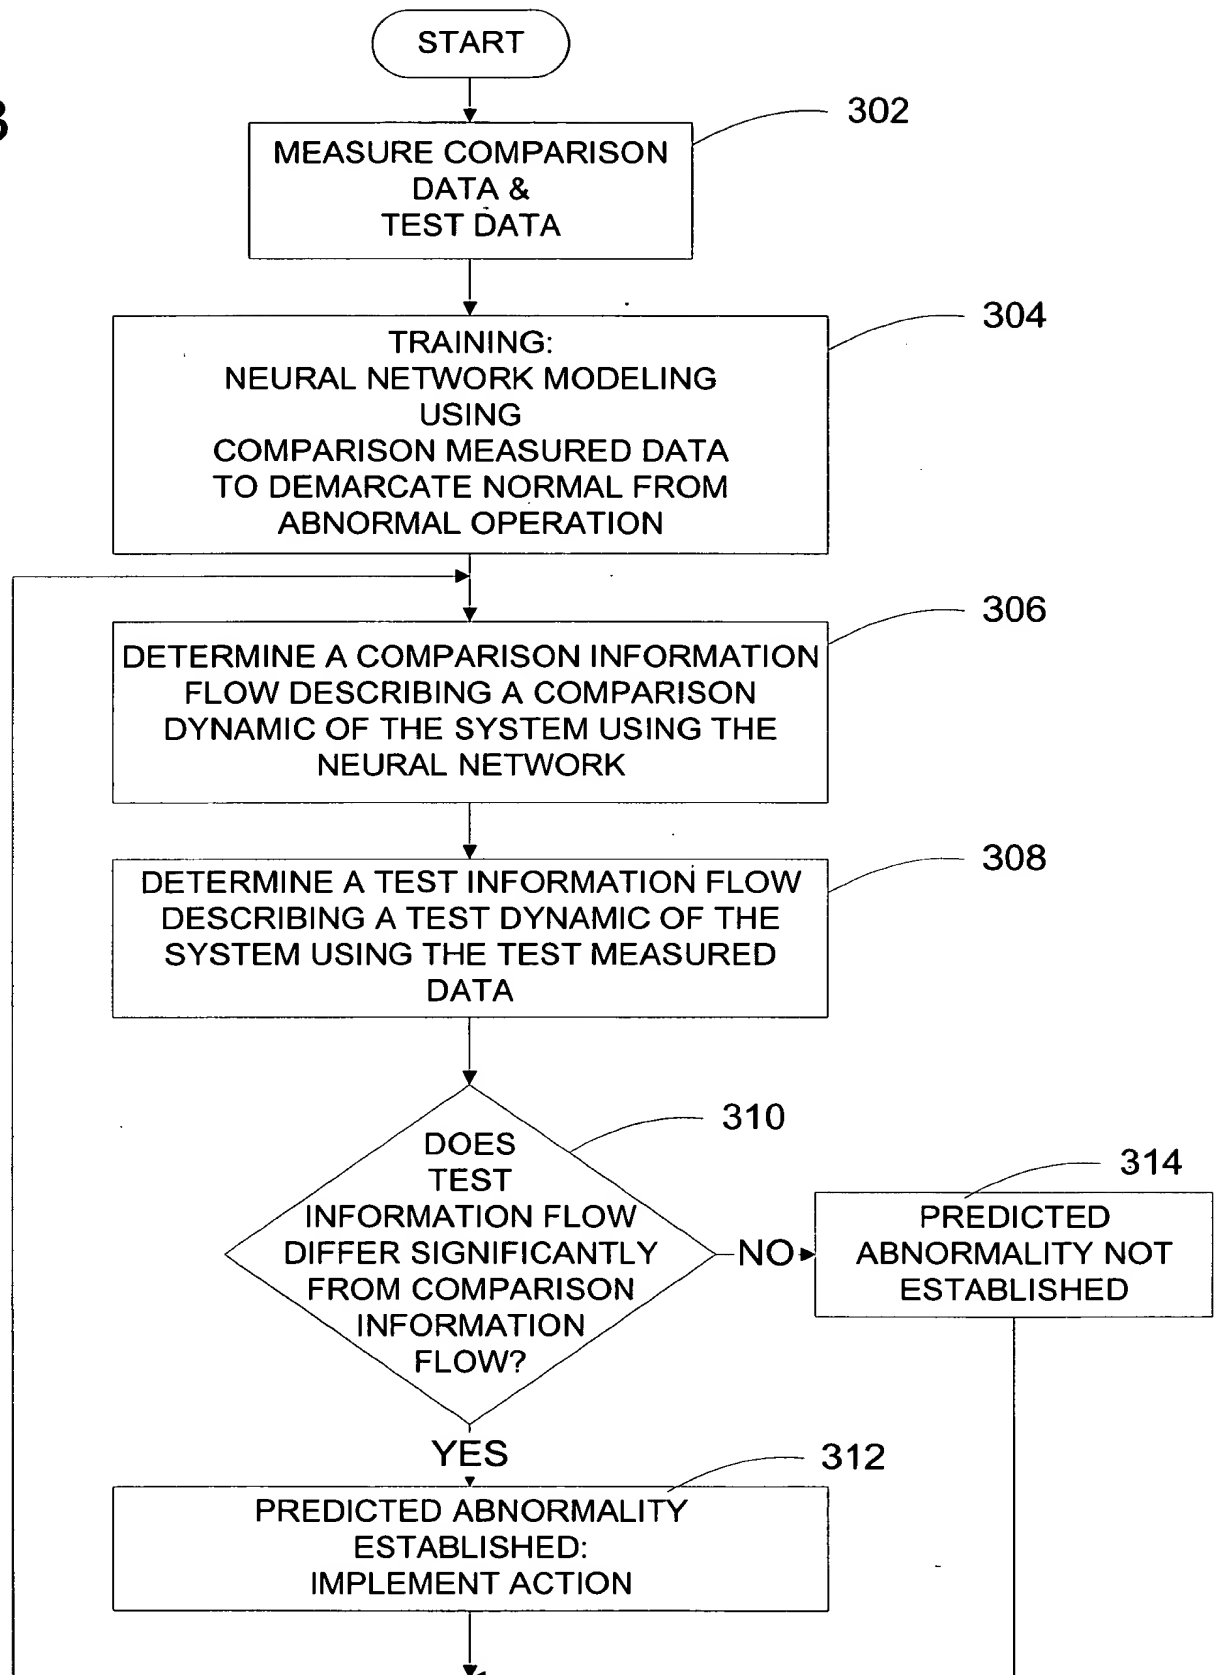 START
302
MEASURE COMPARISON
DATA &
TEST DATA
304
TRAINING:
NEURAL NETWORK MODELING
USING
COMPARISON MEASURED DATA
TO DEMARCATE NORMAL FROM
ABNORMAL OPERATION
306
DETERMINE A COMPARISON INFORMATION
FLOW DESCRIBING A COMPARISON
DYNAMIC OF THE SYSTEM USING THE
NEURAL NETWORK
308
DETERMINE A TEST INFORMATION FLOW
DESCRIBING A TEST DYNAMIC OF THE
SYSTEM USING THE TEST MEASURED
DATA
310
DOES
TEST
INFORMATION FLOW
DIFFER SIGNIFICANTLY
FROM COMPARISON
INFORMATION
FLOW?
NO
314
PREDICTED
ABNORMALITY NOT
ESTABLISHED
YES
312
PREDICTED ABNORMALITY
ESTABLISHED:
IMPLEMENT ACTION